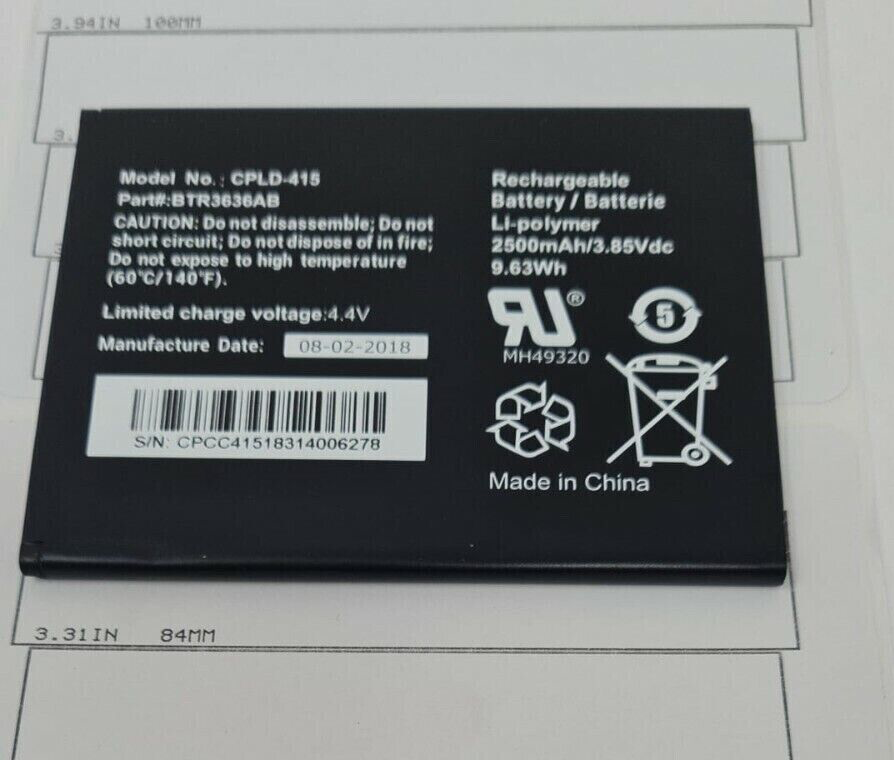 3.94IN 100MM
3.
Model No.: CPLD-415
Part#:BTR3636AB
CAUTION: Do not disassemble; Do not
short circuit; Do not dispose of in fire;
Do not expose to high temperature
(60°C/140°F).
Limited charge voltage:4.4V
Manufacture Date: 08-02-2018
S/N: CPCC41518314006278
Rechargeable
Battery / Batterie
Li-polymer
2500mAh/3.85Vdc
9.63Wh
RU®
MH49320
5
Made in China
3.31IN 84MM